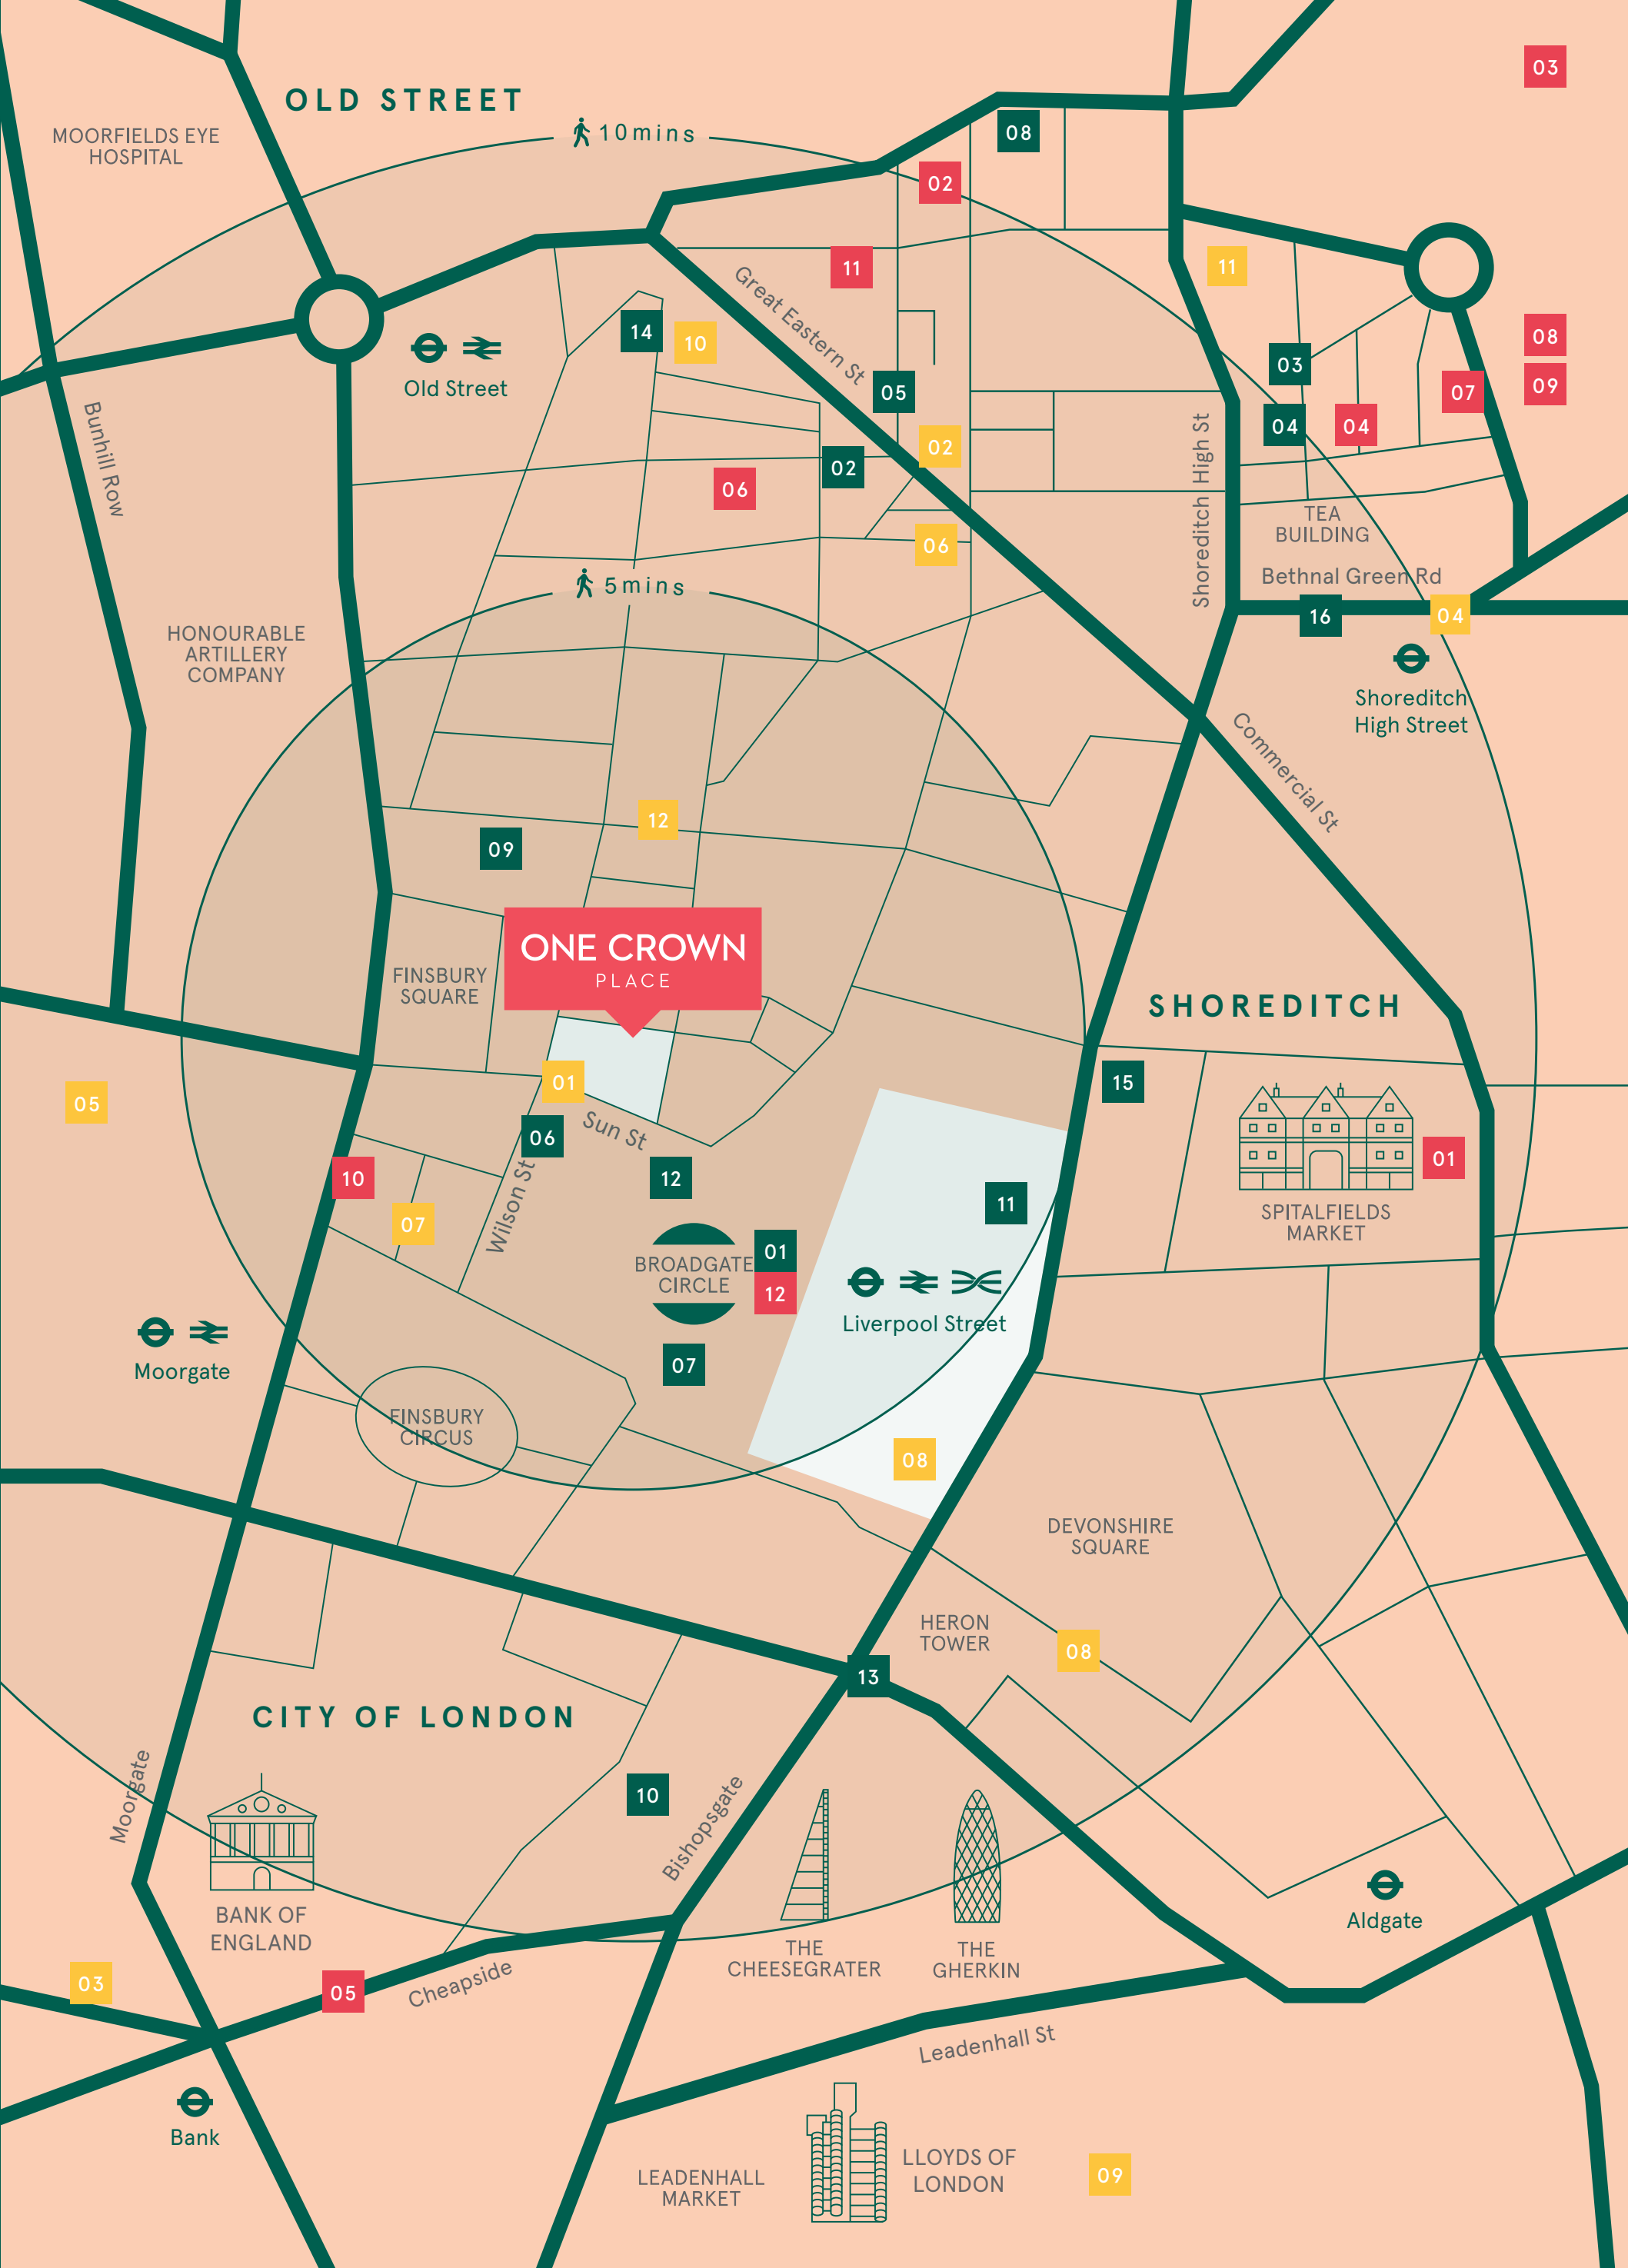 03
OLD STREET
10mins
MOORFIELDS EYE
HOSPITAL
08
02
11
11
Great Eastern St
14
10
08
03
09
05
07
Old Street
04
04
Bunhill Row
02
02
06
Shoreditch High St
TEA
BUILDING
06
Bethnal Green Rd
5mins
16
04
HONOURABLE
ARTILLERY
COMPANY
Shoreditch
High Street
Commercial St
12
09
ONE CROWN
PLACE
FINSBURY
SQUARE
SHOREDITCH
01
15
05
Sun St
06
01
10
12
Wilson St
11
07
SPITALFIELDS
MARKET
01
BROADGATE
CIRCLE
12
Liverpool Street
07
Moorgate
FINSBURY
CIRCUS
08
DEVONSHIRE
SQUARE
HERON
TOWER
08
13
CITY OF LONDON
Moorgate
10
Bishopsgate
BANK OF
ENGLAND
Aldgate
THE
CHEESEGRATER
THE
GHERKIN
03
05
Cheapside
Leadenhall St
Bank
LLOYDS OF
LONDON
09
LEADENHALL
MARKET